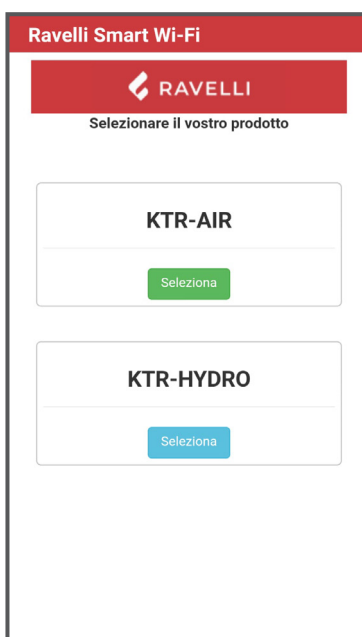 Ravelli Smart Wi-Fi
RAVELLI
Selezionare il vostro prodotto
KTR-AIR
Seleziona
KTR-HYDRO
Seleziona